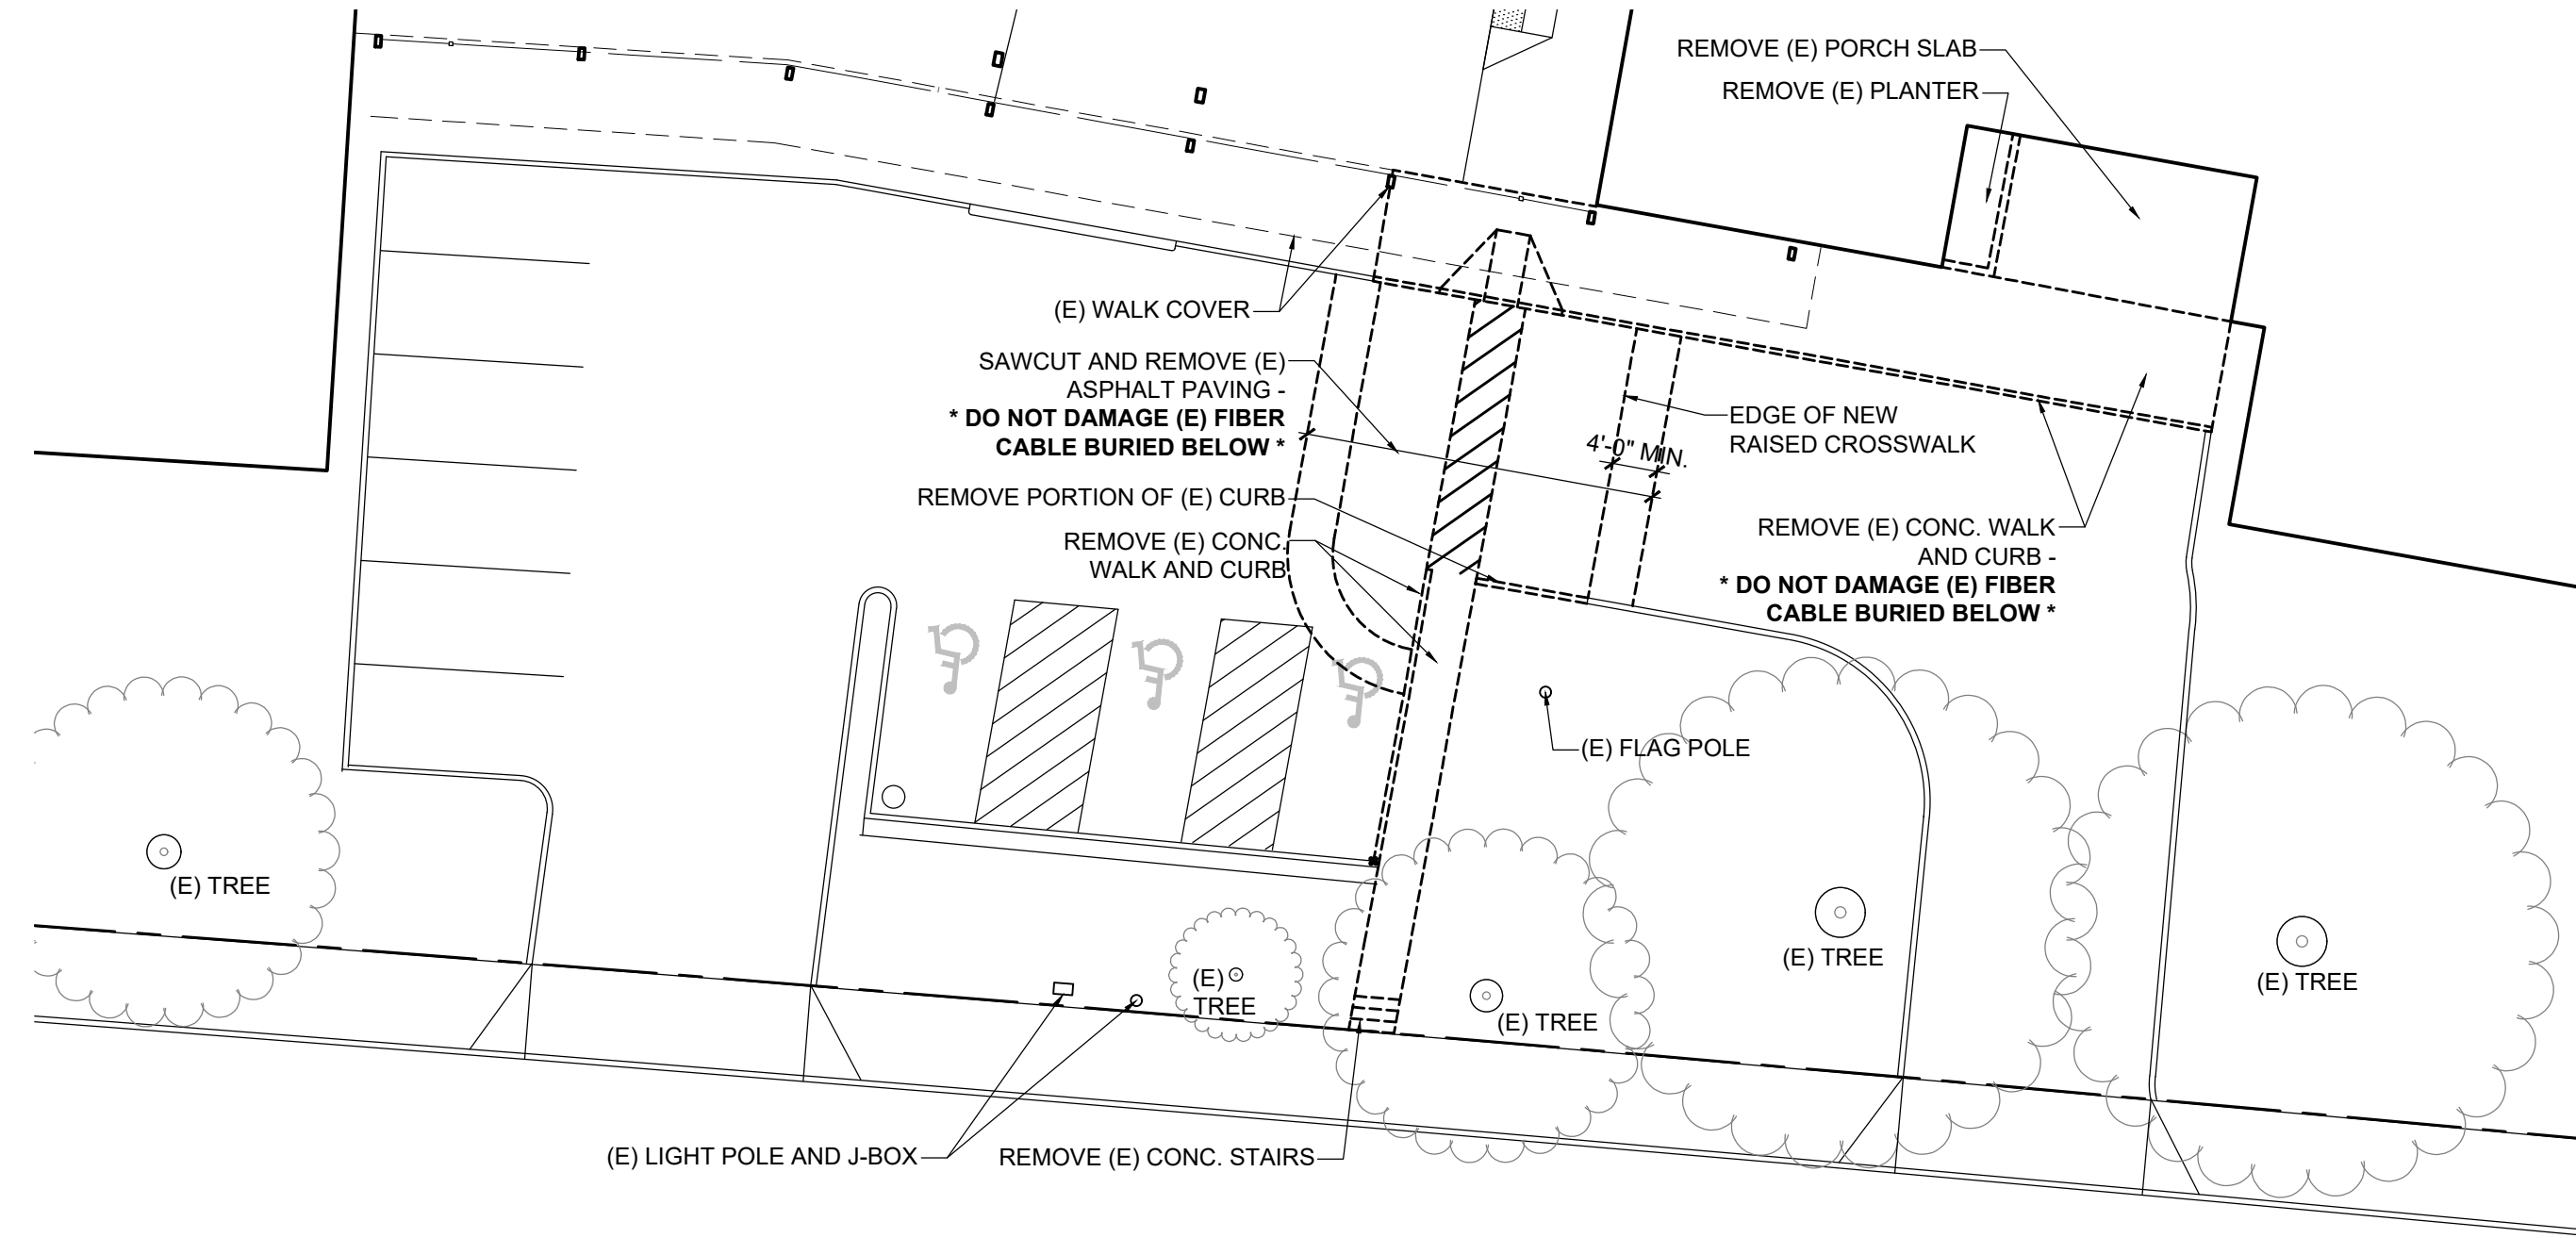 REMOVE (E) PORCH SLAB
REMOVE (E) PLANTER
(E) WALK COVER
SAWCUT AND REMOVE (E)
ASPHALT PAVING -
* DO NOT DAMAGE (E) FIBER
CABLE BURIED BELOW *
EDGE OF NEW
RAISED CROSSWALK
4'-0" MIN.
REMOVE PORTION OF (E) CURB
REMOVE (E) CONC.
WALK AND CURB
REMOVE (E) CONC. WALK
AND CURB -
* DO NOT DAMAGE (E) FIBER
CABLE BURIED BELOW *
(E) FLAG POLE
(E) TREE
(E)
TREE
(E) TREE
(E) TREE
(E) TREE
(E) LIGHT POLE AND J-BOX
REMOVE (E) CONC. STAIRS